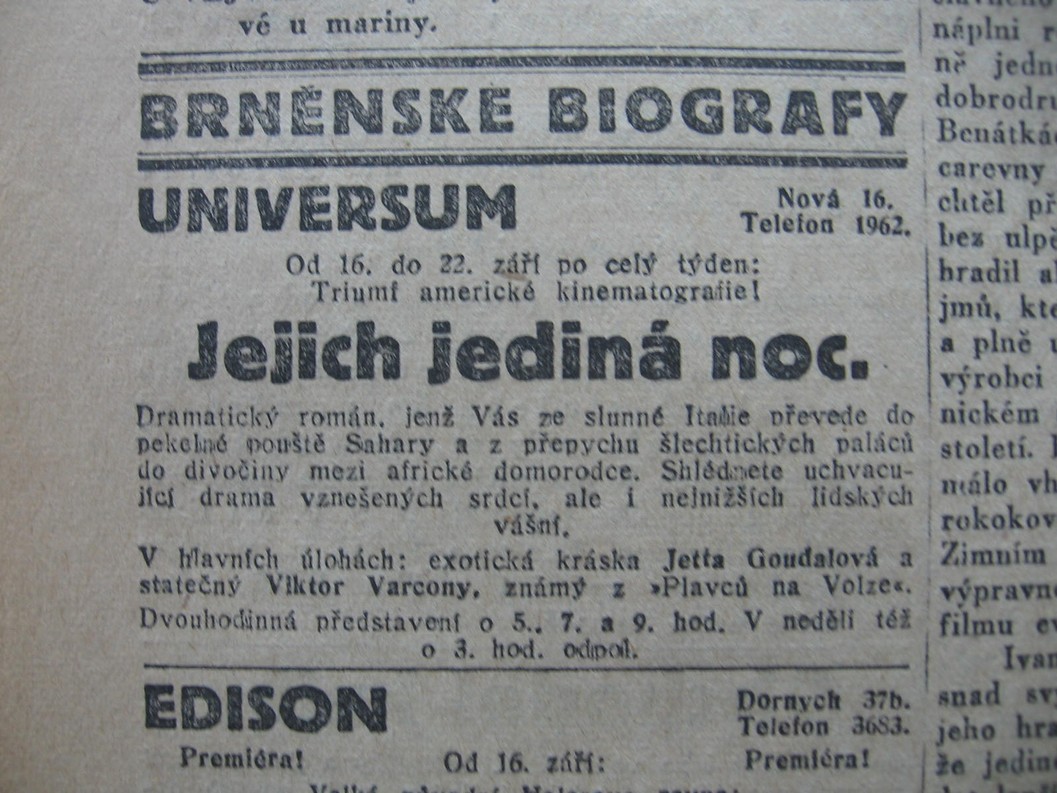 vé u mariny.
BRNĚNSKÉ BIOGRAFY
UNIVERSUM
Nová 16.
Telefon 1962.
Od 16. do 22. září po celý týden:
Triumf americké kinematografie!
Jejich jediná noc.
Dramatický román, jenž Vás ze slunné Italie převede do
pekelné pouště Sahary a z přepychu šlechtických paláců
do divočiny mezi africké domorodce. Shlédnete uchvacu-
jící drama vznešených srdcí, ale i nejnižších lidských
vášní.
V hlavních úlohách: exotická kráska Jetta Goudalová a
statečný Viktor Varcony, známý z »Plavců na Volze«.
Dvouhodinná představení o 5., 7. a 9. hod. V neděli též
o 3. hod. odpol.
EDISON
Dornych 37b.
Telefon 3683.
Premiéra! Od 16. září: Premiéra!
náplni
ně jedn
dobrodru
Benátká
carevny
chtěl př
bez ulpě
hradil
jmů, kte
a plně
výrobci
nickém
století.
málo vh
rokokov
Zimním
výpravn
filmu
Ivan
snad
jeho hra
že jedin